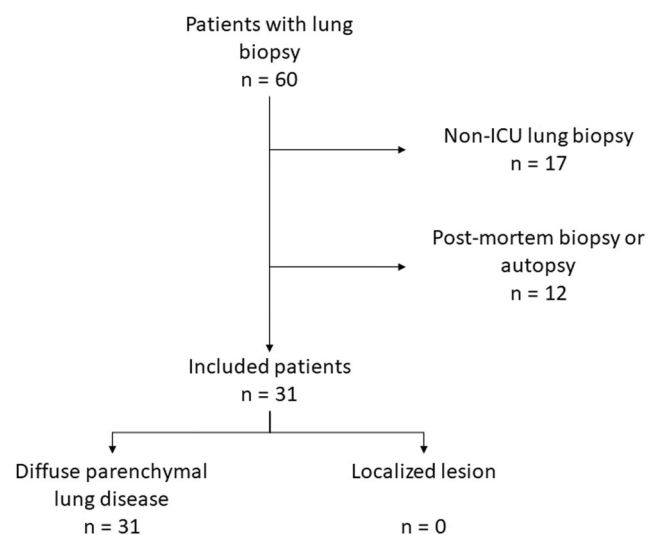 Patients with lung
biopsy
n = 60
Non-ICU lung biopsy
n = 17
Post-mortem biopsy or
autopsy
n = 12
Included patients
n = 31
Diffuse parenchymal
lung disease
n = 31
Localized lesion
n = 0